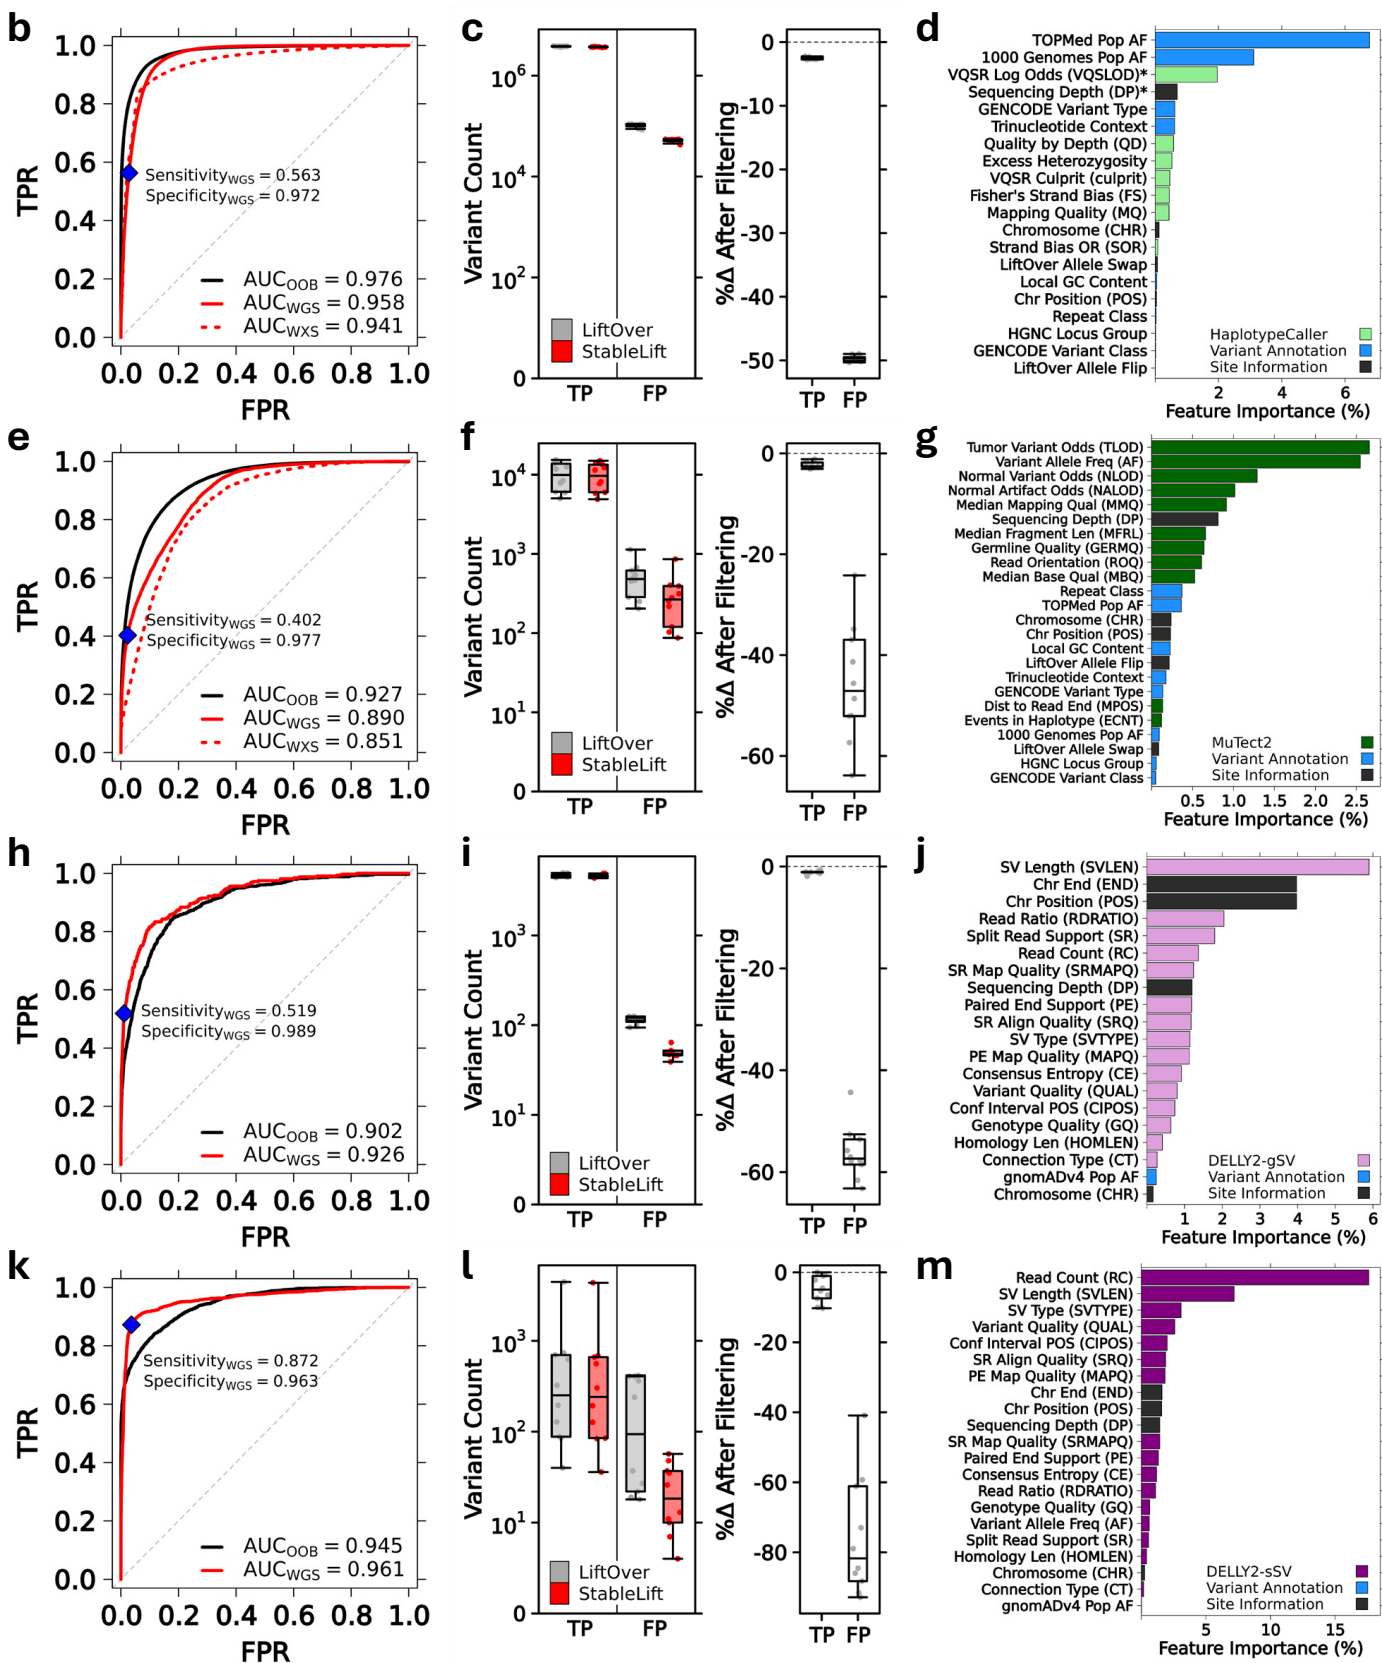 b
1.0
0.8
0.6
0.4
0.2
0.0
TPR
Sensitivity_WGS = 0.563
Specificity_WGS = 0.972
AUC_OOB = 0.976
AUC_WGS = 0.958
AUC_WXS = 0.941
0.0 0.2 0.4 0.6 0.8 1.0
FPR
c
Variant Count
10^6
10^4
10^2
0
LiftOver
StableLift
TP FP
%Δ After Filtering
0
-10
-20
-30
-40
-50
TP FP
d
TOPMed Pop AF
1000 Genomes Pop AF
VQSR Log Odds (VQSLOD)*
Sequencing Depth (DP)*
GENCODE Variant Type
Trinucleotide Context
Quality by Depth (QD)
Excess Heterozygosity
VQSR Culprit (culprit)
Fisher's Strand Bias (FS)
Mapping Quality (MQ)
Chromosome (CHR)
Strand Bias OR (SOR)
LiftOver Allele Swap
Local GC Content
Chr Position (POS)
Repeat Class
HGNC Locus Group
GENCODE Variant Class
LiftOver Allele Flip
HaplotypeCaller
Variant Annotation
Site Information
2 4 6
Feature Importance (%)
e
1.0
0.8
0.6
0.4
0.2
0.0
TPR
Sensitivity_WGS = 0.402
Specificity_WGS = 0.977
AUC_OOB = 0.927
AUC_WGS = 0.890
AUC_WXS = 0.851
0.0 0.2 0.4 0.6 0.8 1.0
FPR
f
Variant Count
10^4
10^3
10^2
10^1
0
LiftOver
StableLift
TP FP
%Δ After Filtering
0
-20
-40
-60
TP FP
g
Tumor Variant Odds (TLOD)
Variant Allele Freq (AF)
Normal Variant Odds (NLOD)
Normal Artifact Odds (NALOD)
Median Mapping Qual (MMQ)
Sequencing Depth (DP)
Median Fragment Len (MFRL)
Germline Quality (GERMQ)
Read Orientation (ROQ)
Median Base Qual (MBQ)
Repeat Class
TOPMed Pop AF
Chromosome (CHR)
Chr Position (POS)
Local GC Content
LiftOver Allele Flip
Trinucleotide Context
GENCODE Variant Type
Dist to Read End (MPOS)
Events in Haplotype (ECNT)
1000 Genomes Pop AF
LiftOver Allele Swap
HGNC Locus Group
GENCODE Variant Class
MuTect2
Variant Annotation
Site Information
0.5 1.0 1.5 2.0 2.5
Feature Importance (%)
h
1.0
0.8
0.6
0.4
0.2
0.0
TPR
Sensitivity_WGS = 0.519
Specificity_WGS = 0.989
AUC_OOB = 0.902
AUC_WGS = 0.926
0.0 0.2 0.4 0.6 0.8 1.0
FPR
i
Variant Count
10^3
10^2
10^1
0
LiftOver
StableLift
TP FP
%Δ After Filtering
0
-20
-40
-60
TP FP
j
SV Length (SVLEN)
Chr End (END)
Chr Position (POS)
Read Ratio (RDRATIO)
Split Read Support (SR)
Read Count (RC)
SR Map Quality (SRMAPQ)
Sequencing Depth (DP)
Paired End Support (PE)
SR Align Quality (SRQ)
SV Type (SVTYPE)
PE Map Quality (MAPQ)
Consensus Entropy (CE)
Variant Quality (QUAL)
Conf Interval POS (CIPOS)
Genotype Quality (GQ)
Homology Len (HOMLEN)
Connection Type (CT)
gnomADv4 Pop AF
Chromosome (CHR)
DELLY2-gSV
Variant Annotation
Site Information
1 2 3 4 5 6
Feature Importance (%)
k
1.0
0.8
0.6
0.4
0.2
0.0
TPR
Sensitivity_WGS = 0.872
Specificity_WGS = 0.963
AUC_OOB = 0.945
AUC_WGS = 0.961
0.0 0.2 0.4 0.6 0.8 1.0
FPR
l
Variant Count
10^3
10^2
10^1
0
LiftOver
StableLift
TP FP
%Δ After Filtering
0
-20
-40
-60
-80
TP FP
m
Read Count (RC)
SV Length (SVLEN)
SV Type (SVTYPE)
Variant Quality (QUAL)
Conf Interval POS (CIPOS)
SR Align Quality (SRQ)
PE Map Quality (MAPQ)
Chr End (END)
Chr Position (POS)
Sequencing Depth (DP)
SR Map Quality (SRMAPQ)
Paired End Support (PE)
Consensus Entropy (CE)
Read Ratio (RDRATIO)
Genotype Quality (GQ)
Variant Allele Freq (AF)
Split Read Support (SR)
Homology Len (HOMLEN)
Chromosome (CHR)
Connection Type (CT)
gnomADv4 Pop AF
DELLY2-sSV
Variant Annotation
Site Information
5 10 15
Feature Importance (%)